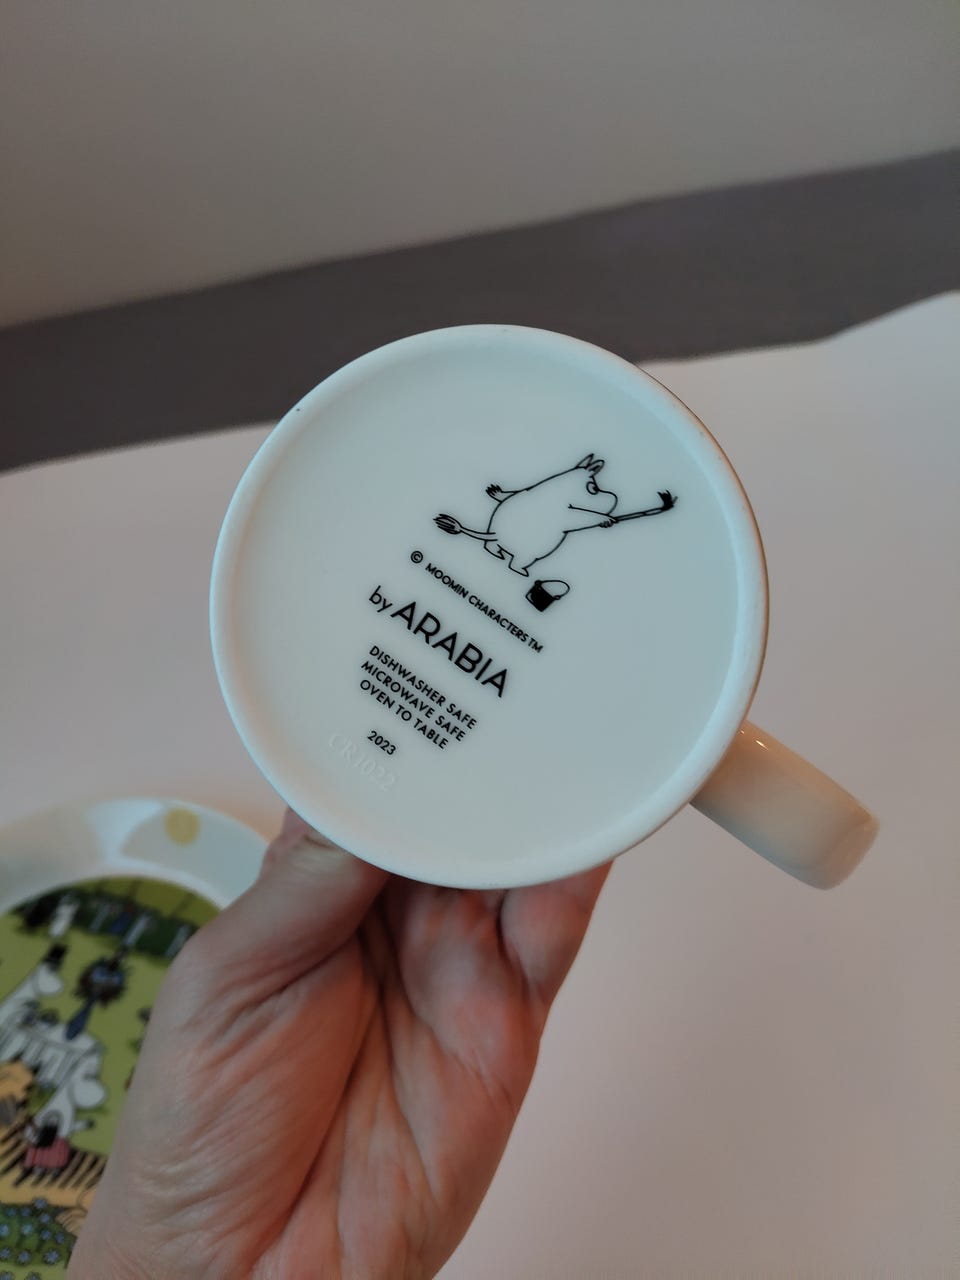 © MOOMIN CHARACTERS™
by ARABIA
DISHWASHER SAFE
MICROWAVE SAFE
OVEN TO TABLE
2023
CR1022